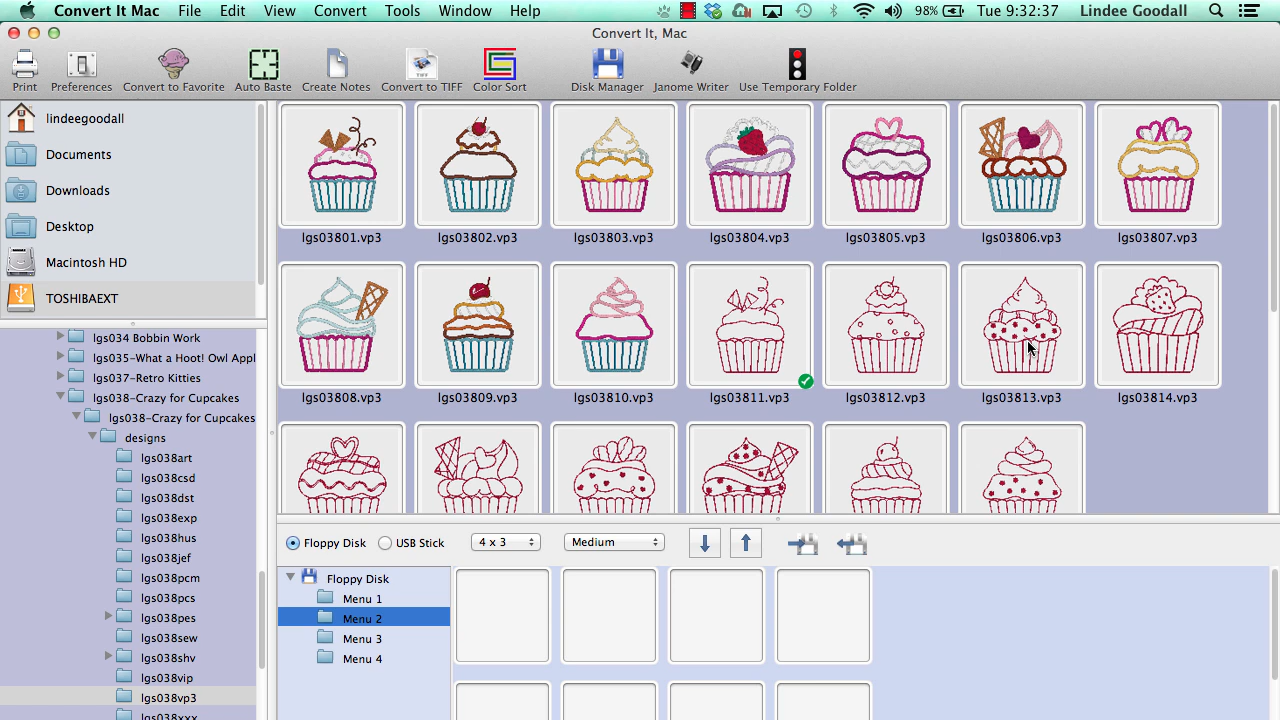 Convert It Mac File Edit View Convert Tools Window Help 98% Tue 9:32:37 Lindee Goodall
Convert It, Mac
Print Preferences Convert to Favorite Auto Baste Create Notes Convert to TIFF Color Sort Disk Manager Janome Writer Use Temporary Folder
lindeegoodall
Documents
Downloads
Desktop
Macintosh HD
TOSHIBAEXT
lgs034 Bobbin Work
lgs035-What a Hoot! Owl Appl
lgs037-Retro Kitties
lgs038-Crazy for Cupcakes
lgs038-Crazy for Cupcakes
designs
lgs038art
lgs038csd
lgs038dst
lgs038exp
lgs038hus
lgs038jef
lgs038pcm
lgs038pcs
lgs038pes
lgs038sew
lgs038shv
lgs038vip
lgs038vp3
lgs038xxx
lgs03801.vp3 lgs03802.vp3 lgs03803.vp3 lgs03804.vp3 lgs03805.vp3 lgs03806.vp3 lgs03807.vp3
lgs03808.vp3 lgs03809.vp3 lgs03810.vp3 lgs03811.vp3 lgs03812.vp3 lgs03813.vp3 lgs03814.vp3
Floppy Disk USB Stick 4 x 3 Medium
Floppy Disk
Menu 1
Menu 2
Menu 3
Menu 4